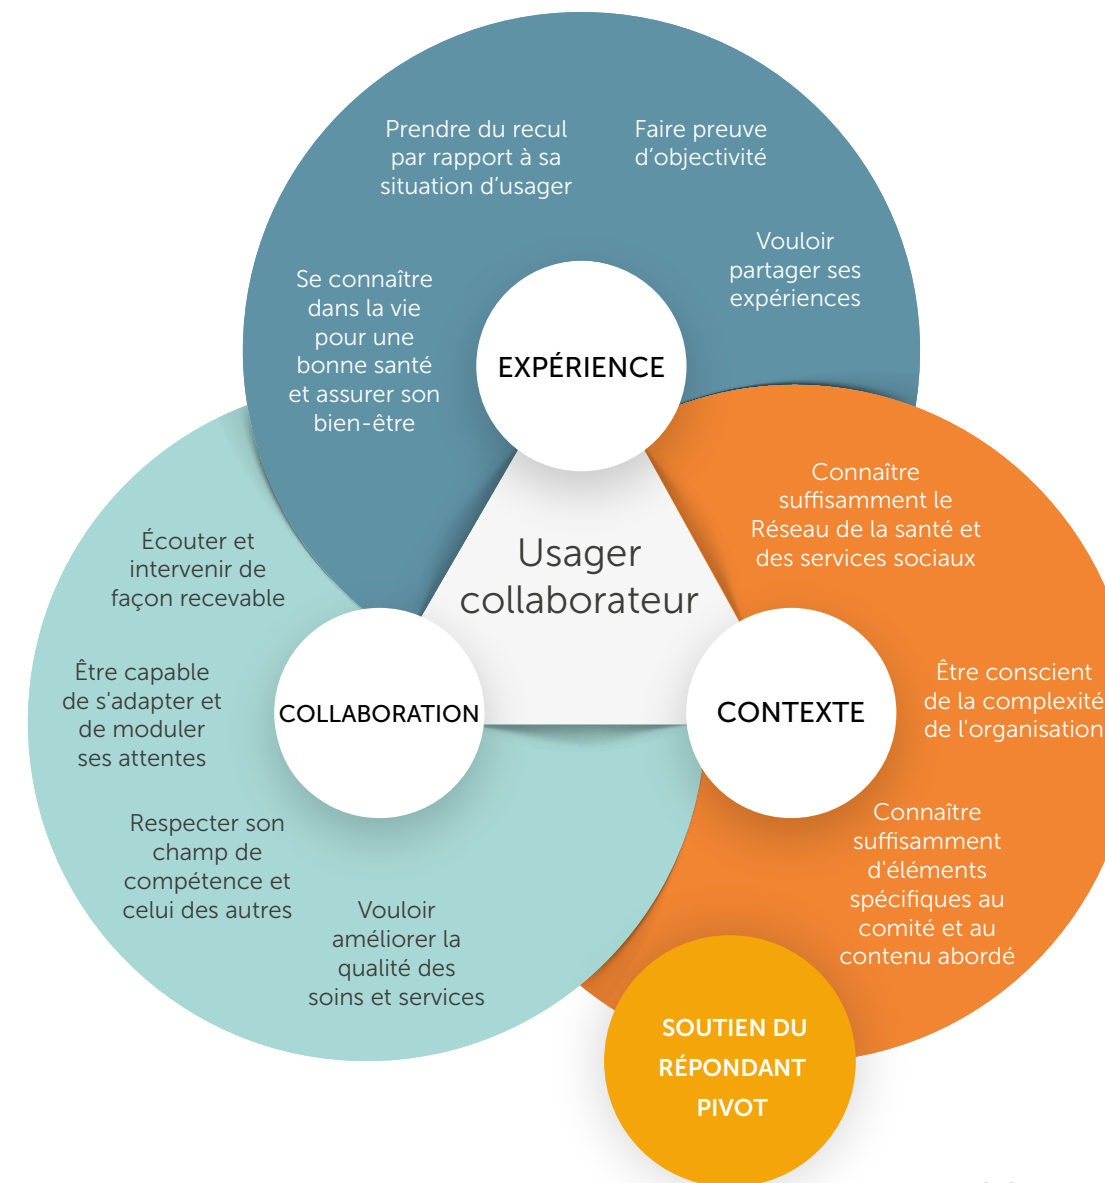 Prendre du recul
par rapport à sa
situation d’usager
Faire preuve
d’objectivité
Vouloir
partager ses
expériences
Se connaître
dans la vie
pour une
bonne santé
et assurer son
bien-être
EXPÉRIENCE
Usager
collaborateur
Écouter et
intervenir de
façon recevable
Être capable
de s'adapter et
de moduler
ses attentes
Respecter son
champ de
compétence et
celui des autres
Vouloir
améliorer la
qualité des
soins et services
COLLABORATION
CONTEXTE
Connaître
suffisamment le
Réseau de la santé et
des services sociaux
Être conscient
de la complexité
de l'organisation
Connaître
suffisamment
d'éléments
spécifiques au
comité et au
contenu abordé
SOUTIEN DU
RÉPONDANT
PIVOT